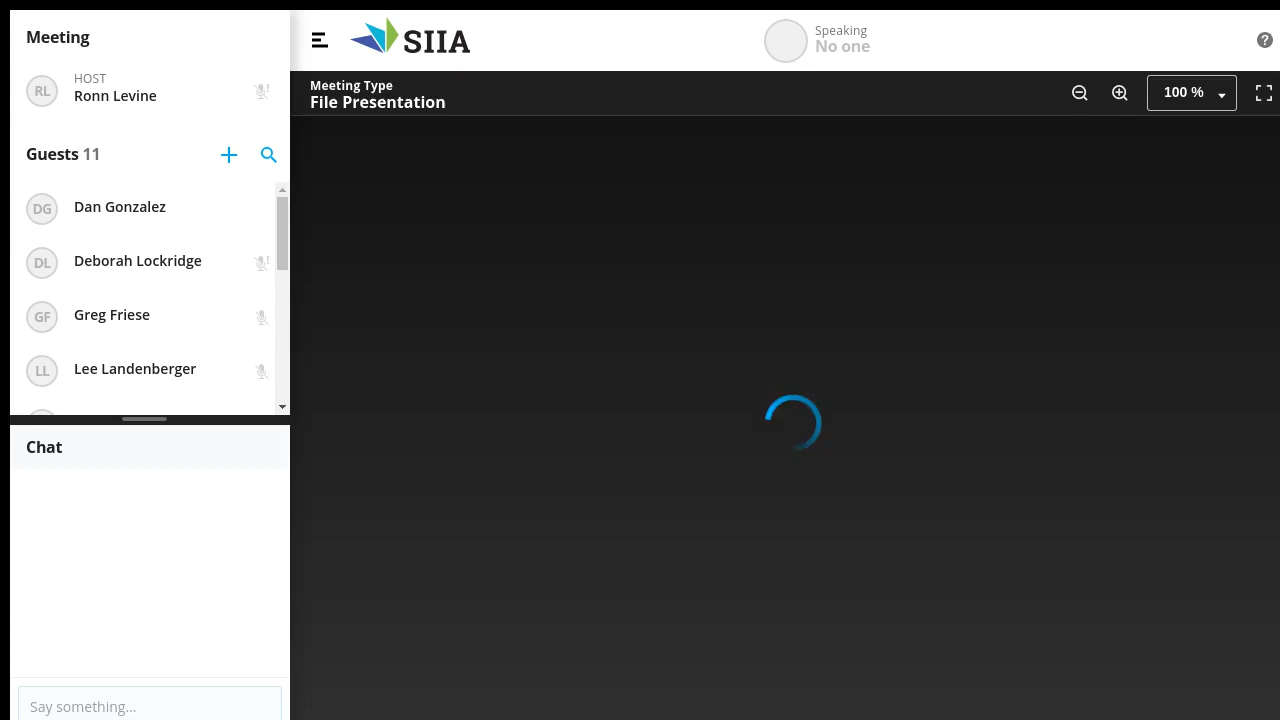 Meeting
RL
HOST
Ronn Levine
Guests 11
DG
Dan Gonzalez
DL
Deborah Lockridge
GF
Greg Friese
LL
Lee Landenberger
Chat
Say something...
SIIA
Speaking
No one
?
Meeting Type
File Presentation
100 %